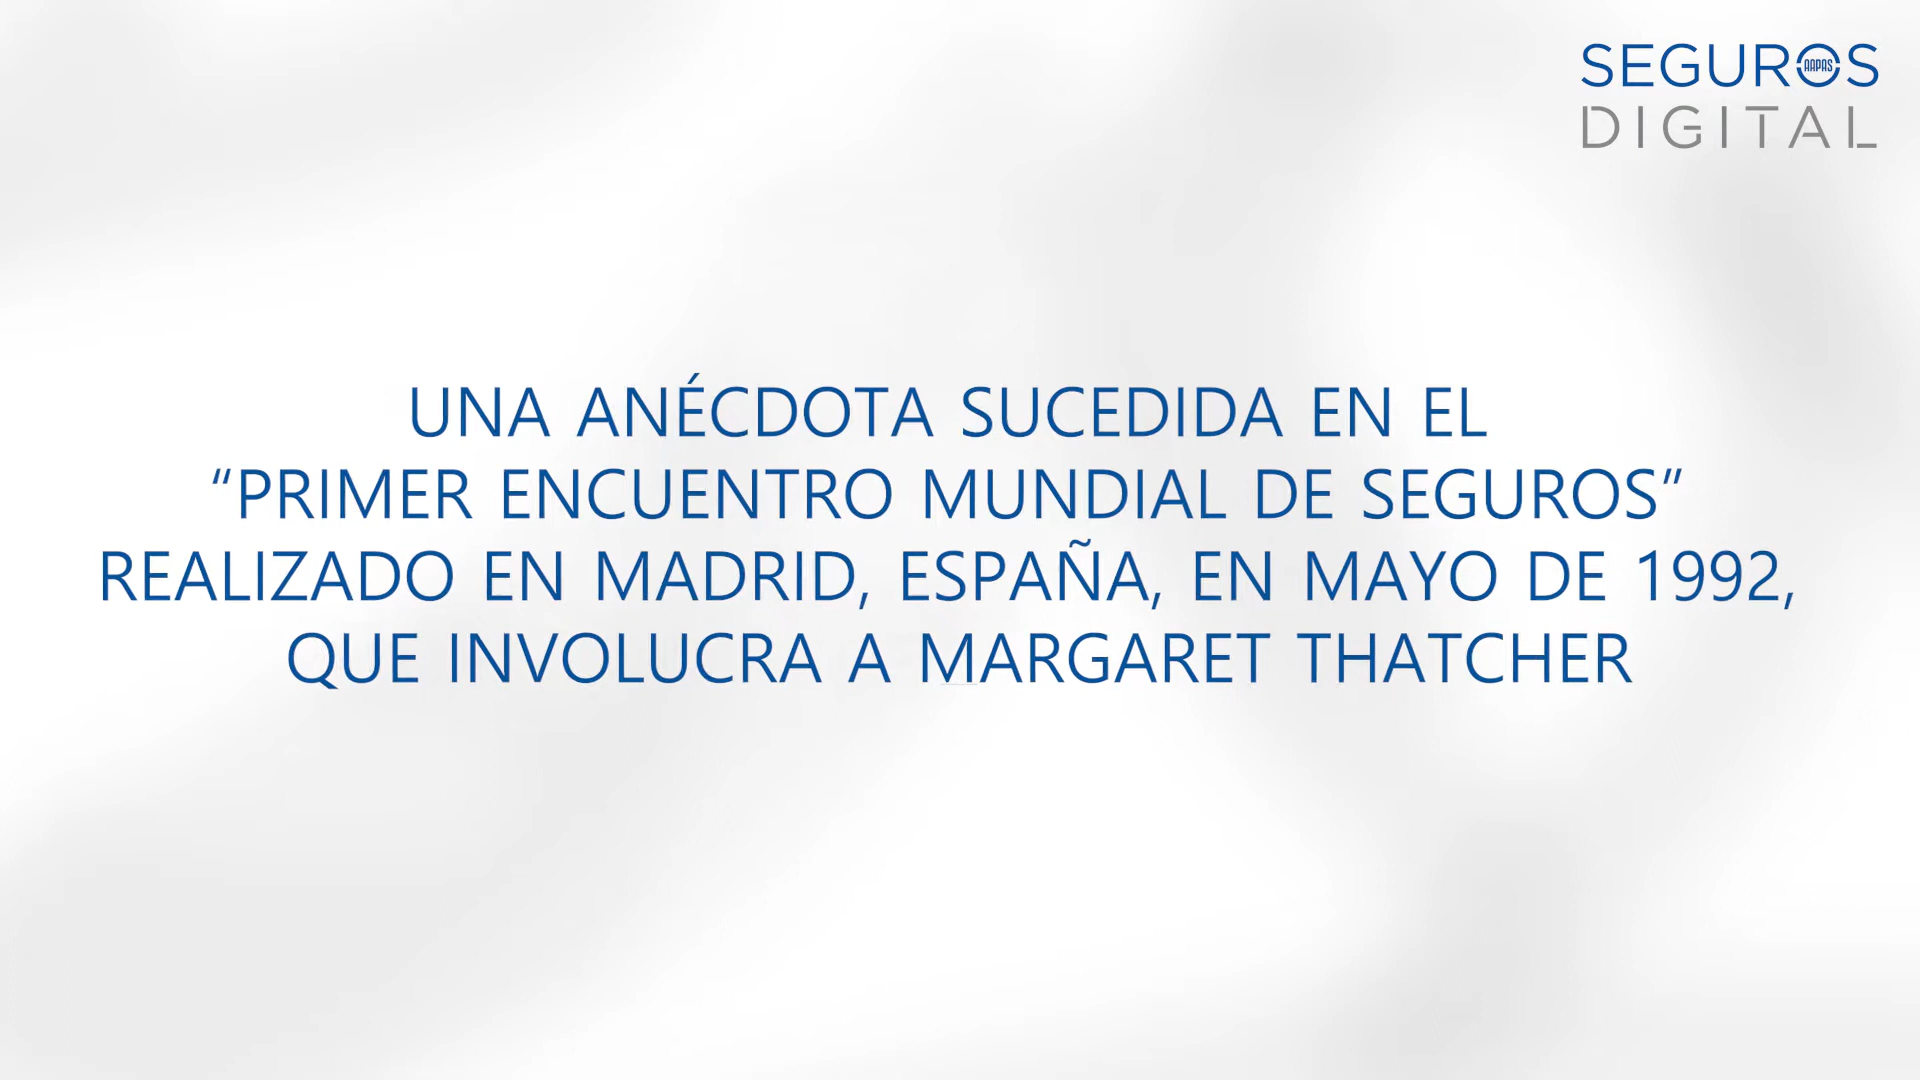 SEGUROS
AAPAS
DIGITAL
UNA ANÉCDOTA SUCEDIDA EN EL
“PRIMER ENCUENTRO MUNDIAL DE SEGUROS”
REALIZADO EN MADRID, ESPAÑA, EN MAYO DE 1992,
QUE INVOLUCRA A MARGARET THATCHER